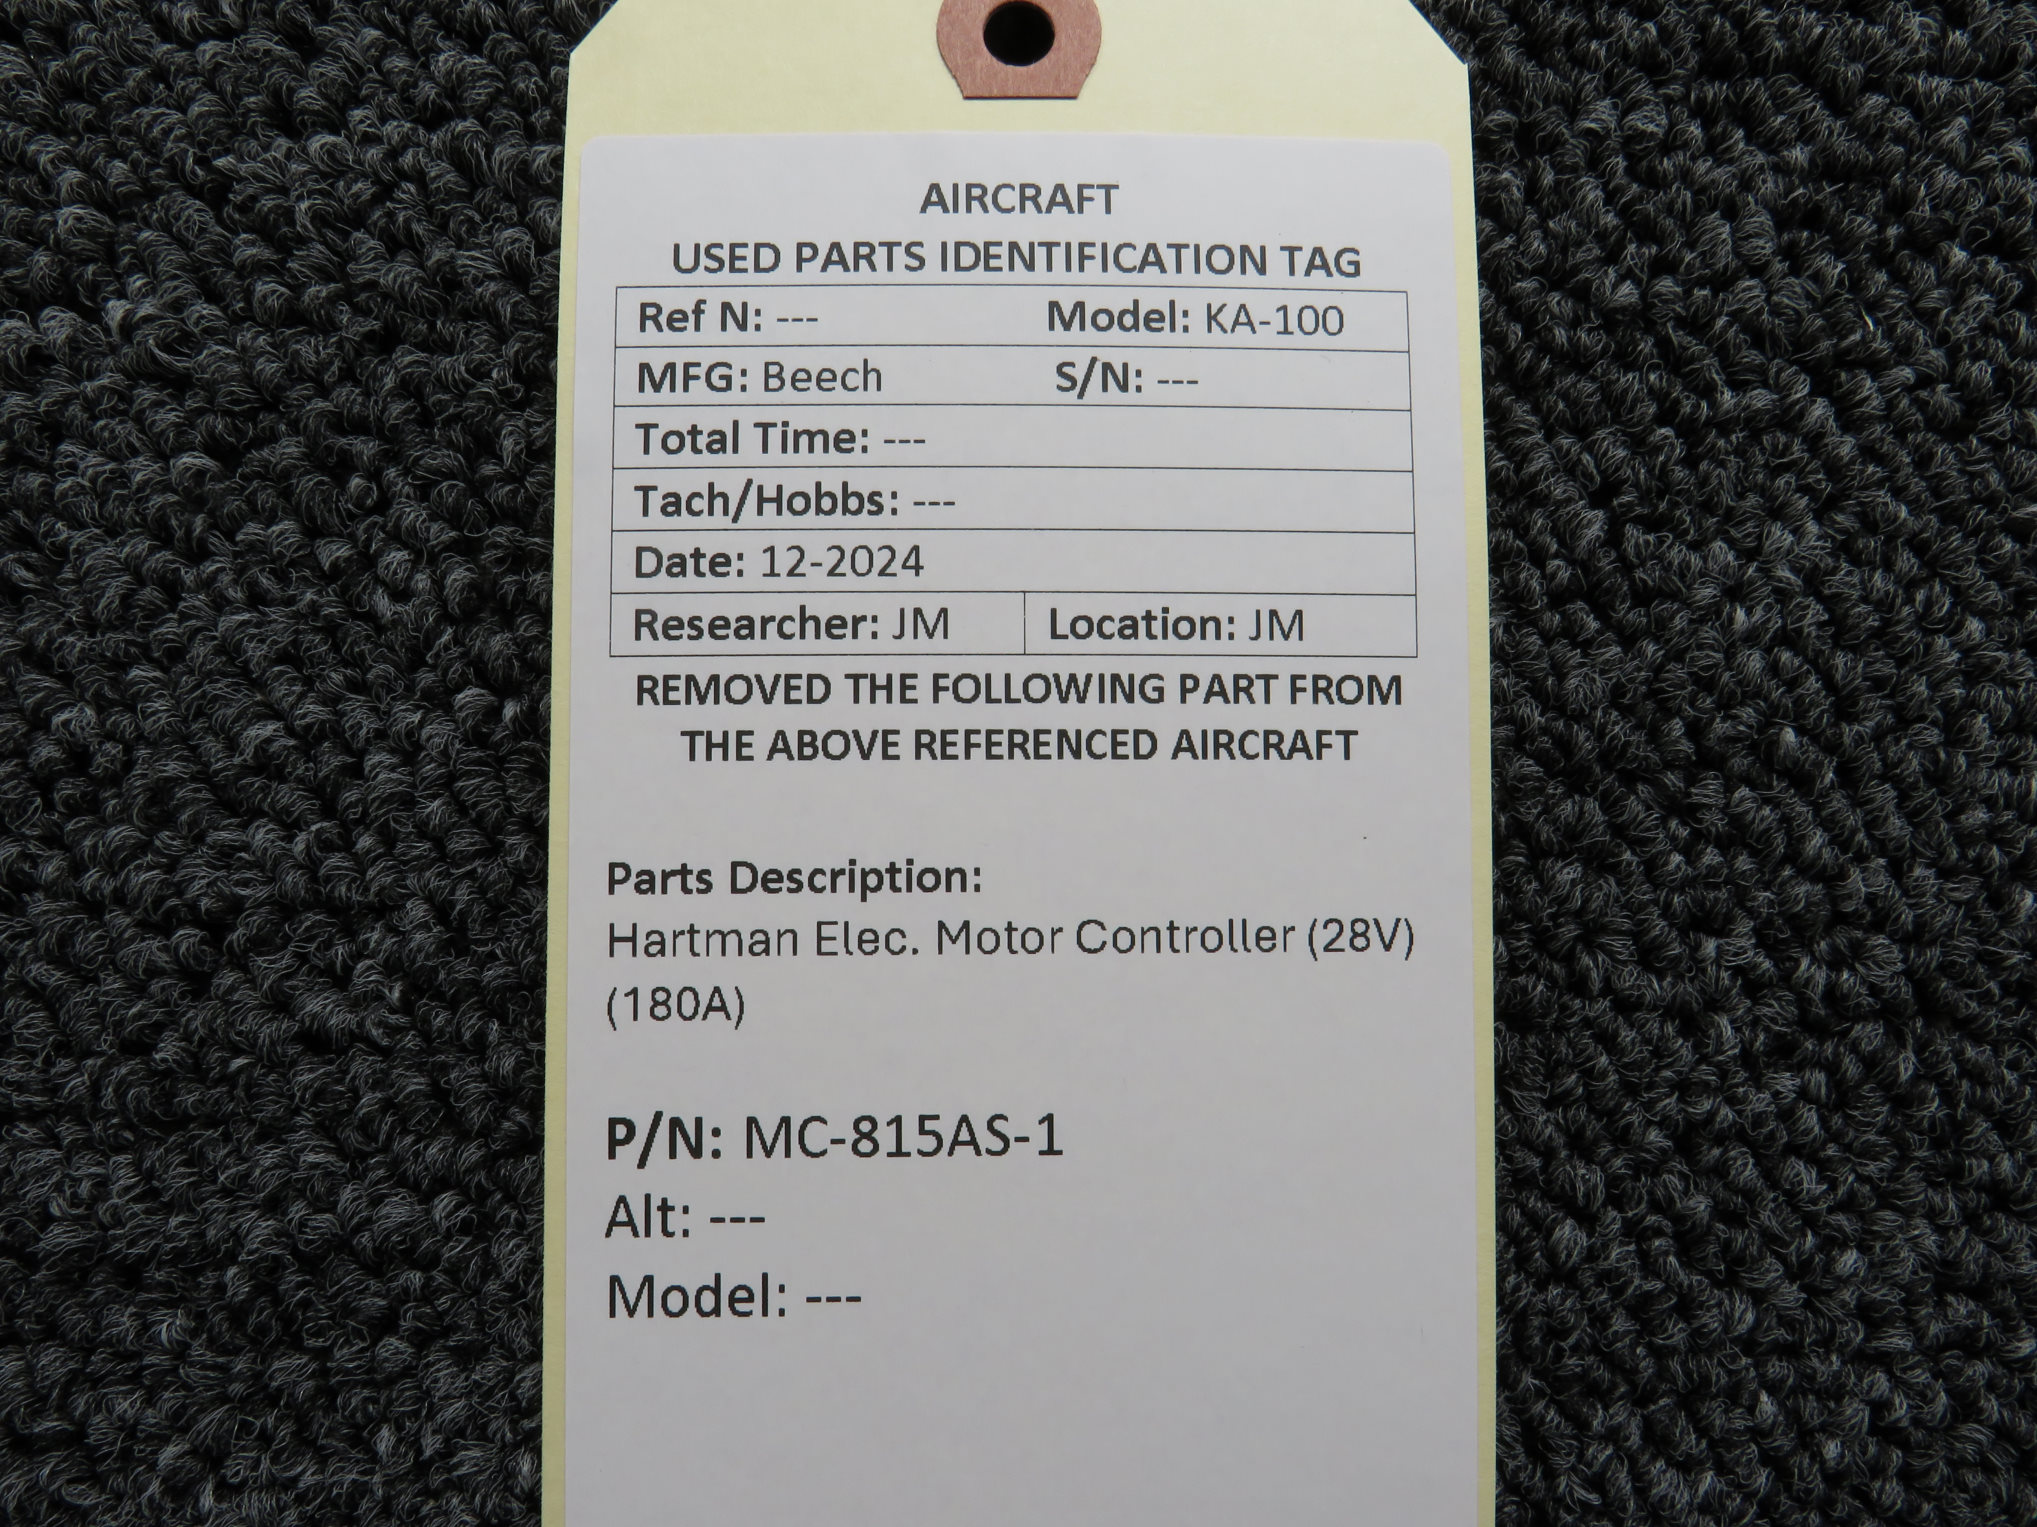 AIRCRAFT
USED PARTS IDENTIFICATION TAG
Ref N: --- Model: KA-100
MFG: Beech S/N: ---
Total Time: ---
Tach/Hobbs: ---
Date: 12-2024
Researcher: JM Location: JM
REMOVED THE FOLLOWING PART FROM
THE ABOVE REFERENCED AIRCRAFT
Parts Description:
Hartman Elec. Motor Controller (28V)
(180A)
P/N: MC-815AS-1
Alt: ---
Model: ---